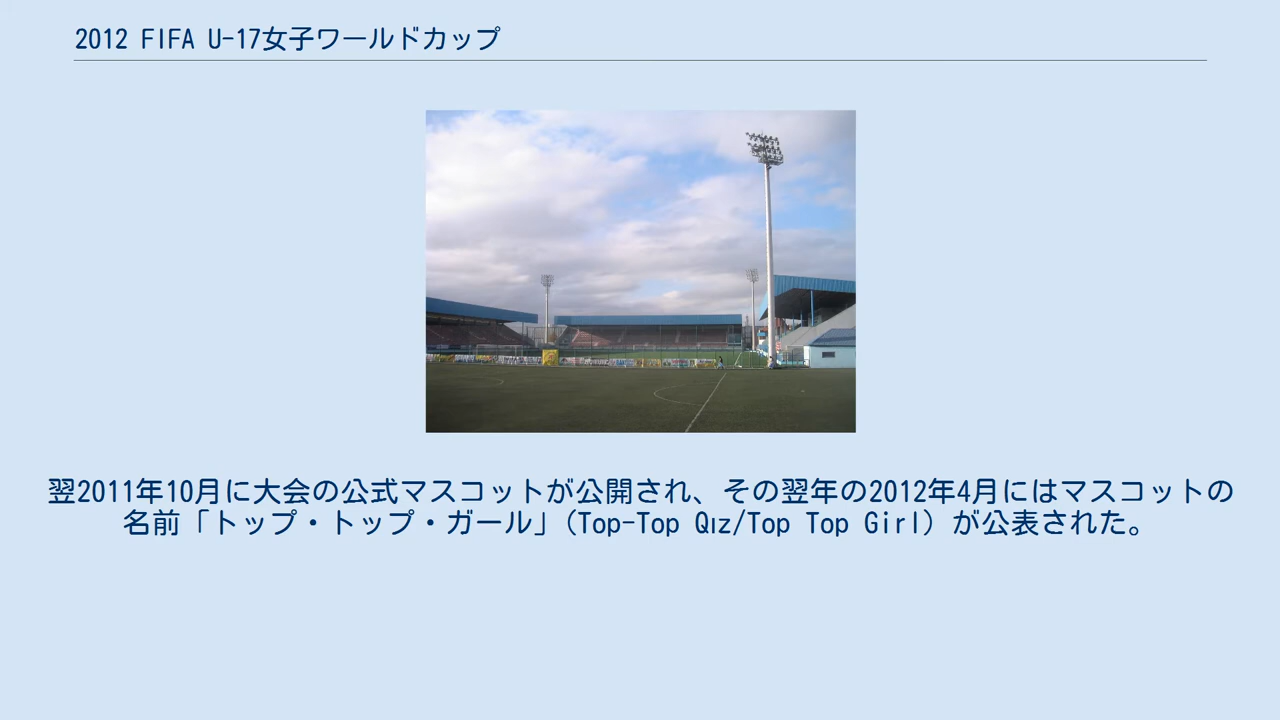 2012 FIFA U-17女子ワールドカップ
翌2011年10月に大会の公式マスコットが公開され、その翌年の2012年4月にはマスコットの
名前「トップ・トップ・ガール」（Top-Top Qız/Top Top Girl）が公表された。